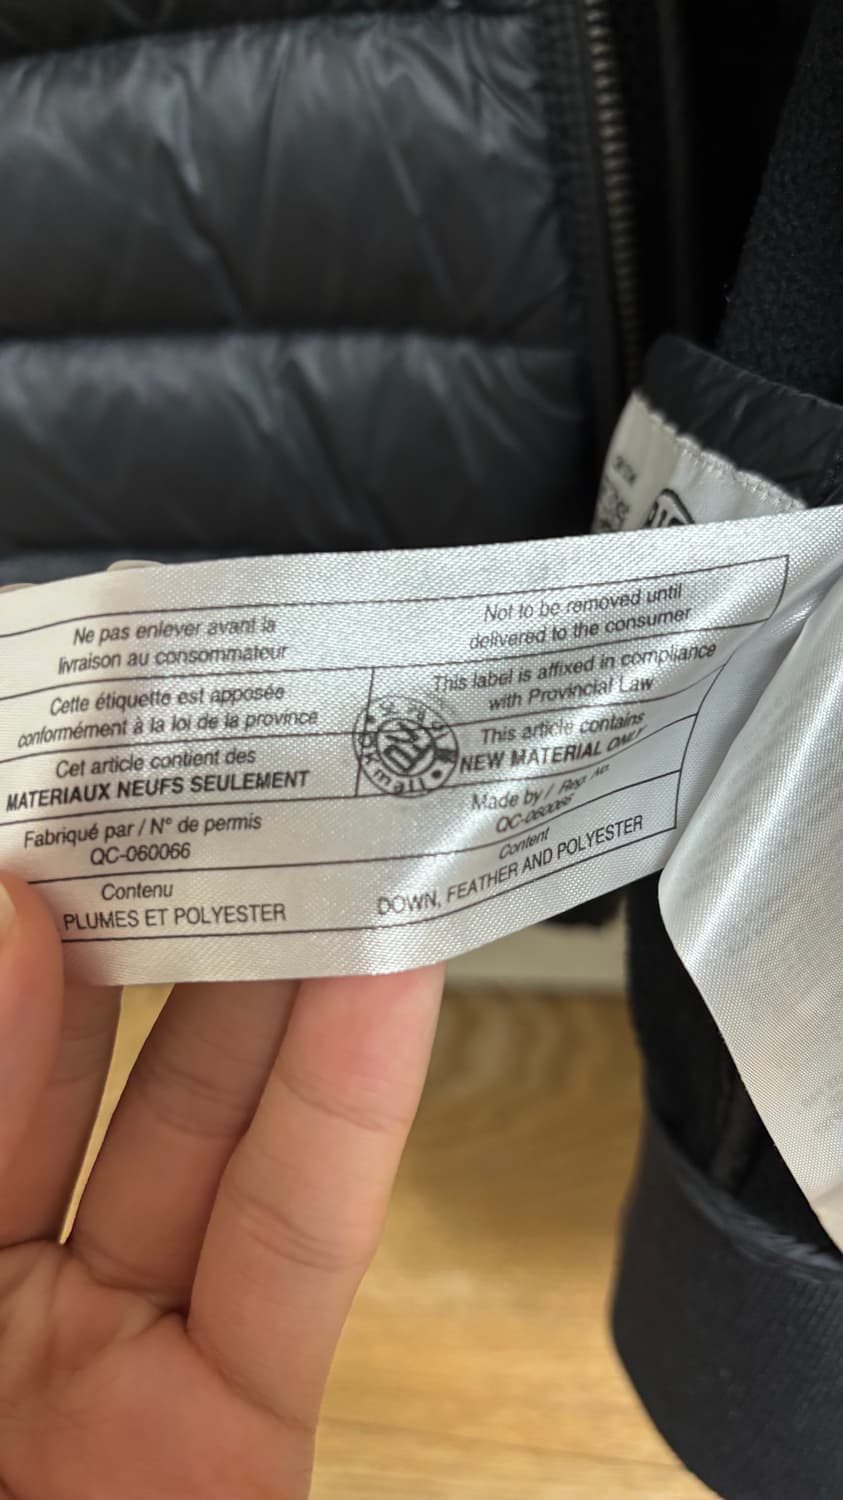 Ne pas enlever avant la
livraison au consommateur
Not to be removed until
delivered to the consumer
Cette étiquette est apposée
conformément à la loi de la province
This label is affixed in compliance
with Provincial Law
Cet article contient des
MATERIAUX NEUFS SEULEMENT
This article contains
NEW MATERIAL ONLY
Fabriqué par / N° de permis
QC-060066
Made by / Reg. no.
QC-060066
Contenu
PLUMES ET POLYESTER
Content
DOWN, FEATHER AND POLYESTER